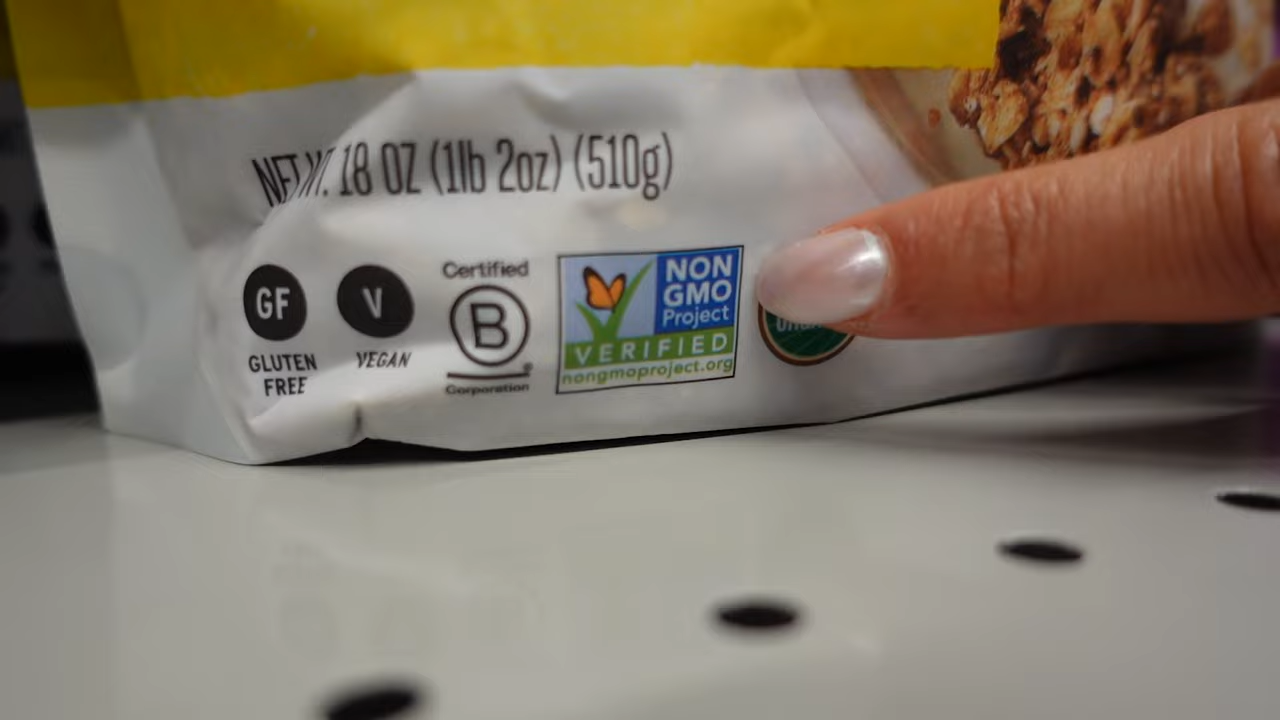 NET WT. 18 OZ (1lb 2oz) (510g)
GF
GLUTEN
FREE
V
VEGAN
Certified
B
®
Corporation
NON
GMO
Project
VERIFIED
nongmoproject.org